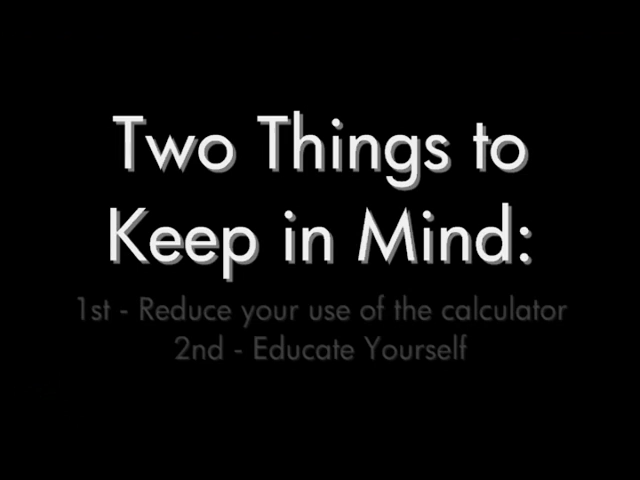 Two Things to
Keep in Mind:
1st - Reduce your use of the calculator
2nd - Educate Yourself